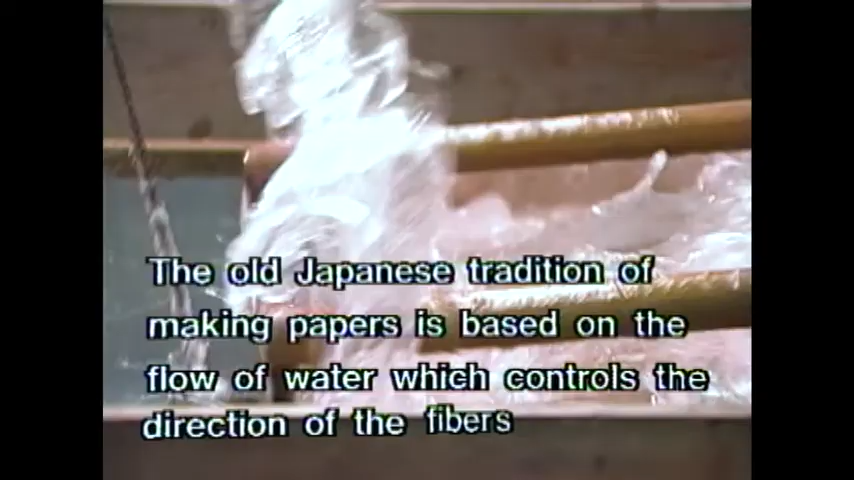 The old Japanese tradition of
making papers is based on the
flow of water which controls the
direction of the fibers